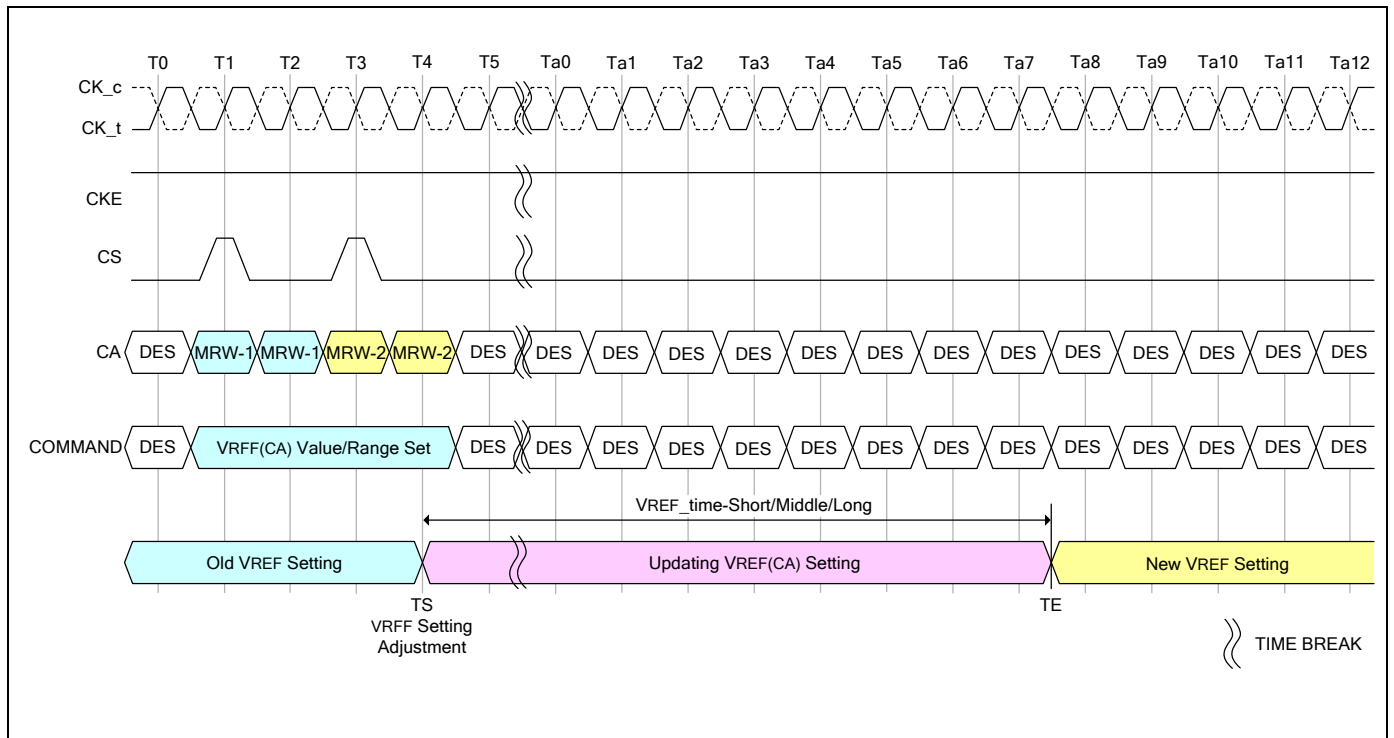 T0 T1 T2 T3 T4 T5 Ta0 Ta1 Ta2 Ta3 Ta4 Ta5 Ta6 Ta7 Ta8 Ta9 Ta10 Ta11 Ta12
CK_c
CK_t
CKE
CS
CA DES MRW-1 MRW-1 MRW-2 MRW-2 DES DES DES DES DES DES DES DES DES DES DES DES DES DES
COMMAND DES VRFF(CA) Value/Range Set DES DES DES DES DES DES DES DES DES DES DES DES DES DES
VREF_time-Short/Middle/Long
Old VREF Setting Updating VREF(CA) Setting New VREF Setting
TS TE
VRFF Setting
Adjustment
TIME BREAK